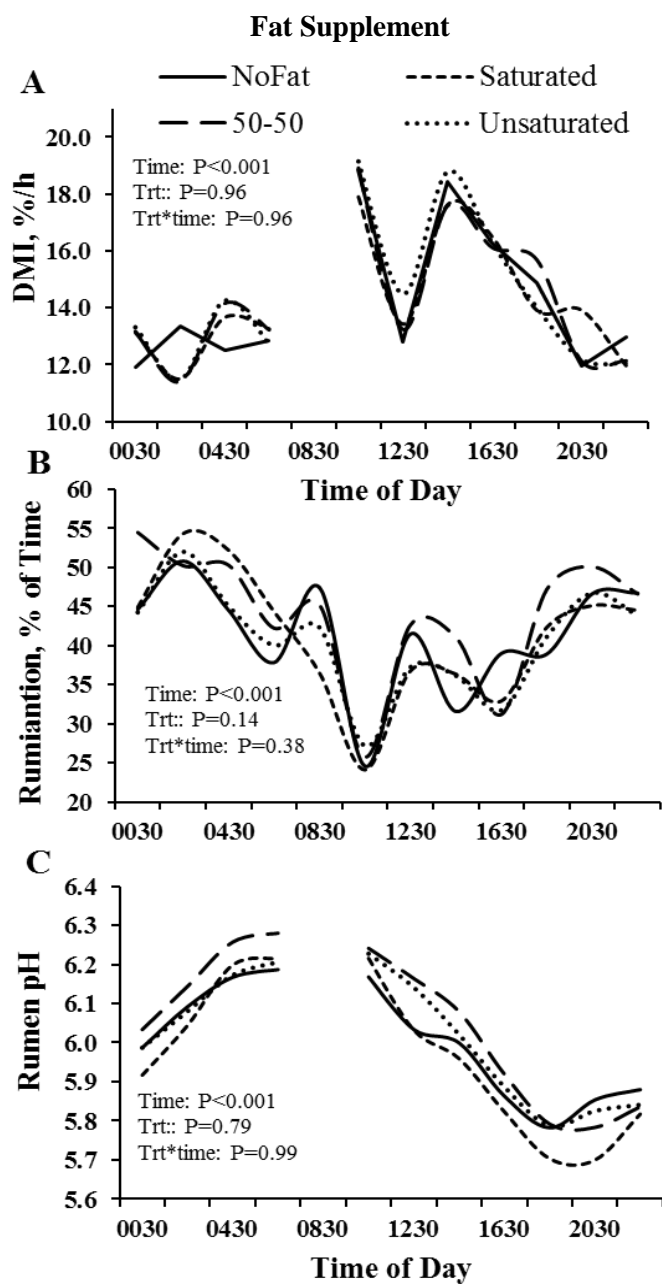 Fat Supplement
A
NoFat
Saturated
50-50
Unsaturated
20.0
18.0
16.0
14.0
12.0
10.0
DMI, %/h
Time: P<0.001
Trt:: P=0.96
Trt*time: P=0.96
0030 0430 0830 1230 1630 2030
Time of Day
B
60
55
50
45
40
35
30
25
20
Rumiantion, % of Time
Time: P<0.001
Trt:: P=0.14
Trt*time: P=0.38
0030 0430 0830 1230 1630 2030
C
6.4
6.3
6.2
6.1
6.0
5.9
5.8
5.7
5.6
Rumen pH
Time: P<0.001
Trt:: P=0.79
Trt*time: P=0.99
0030 0430 0830 1230 1630 2030
Time of Day